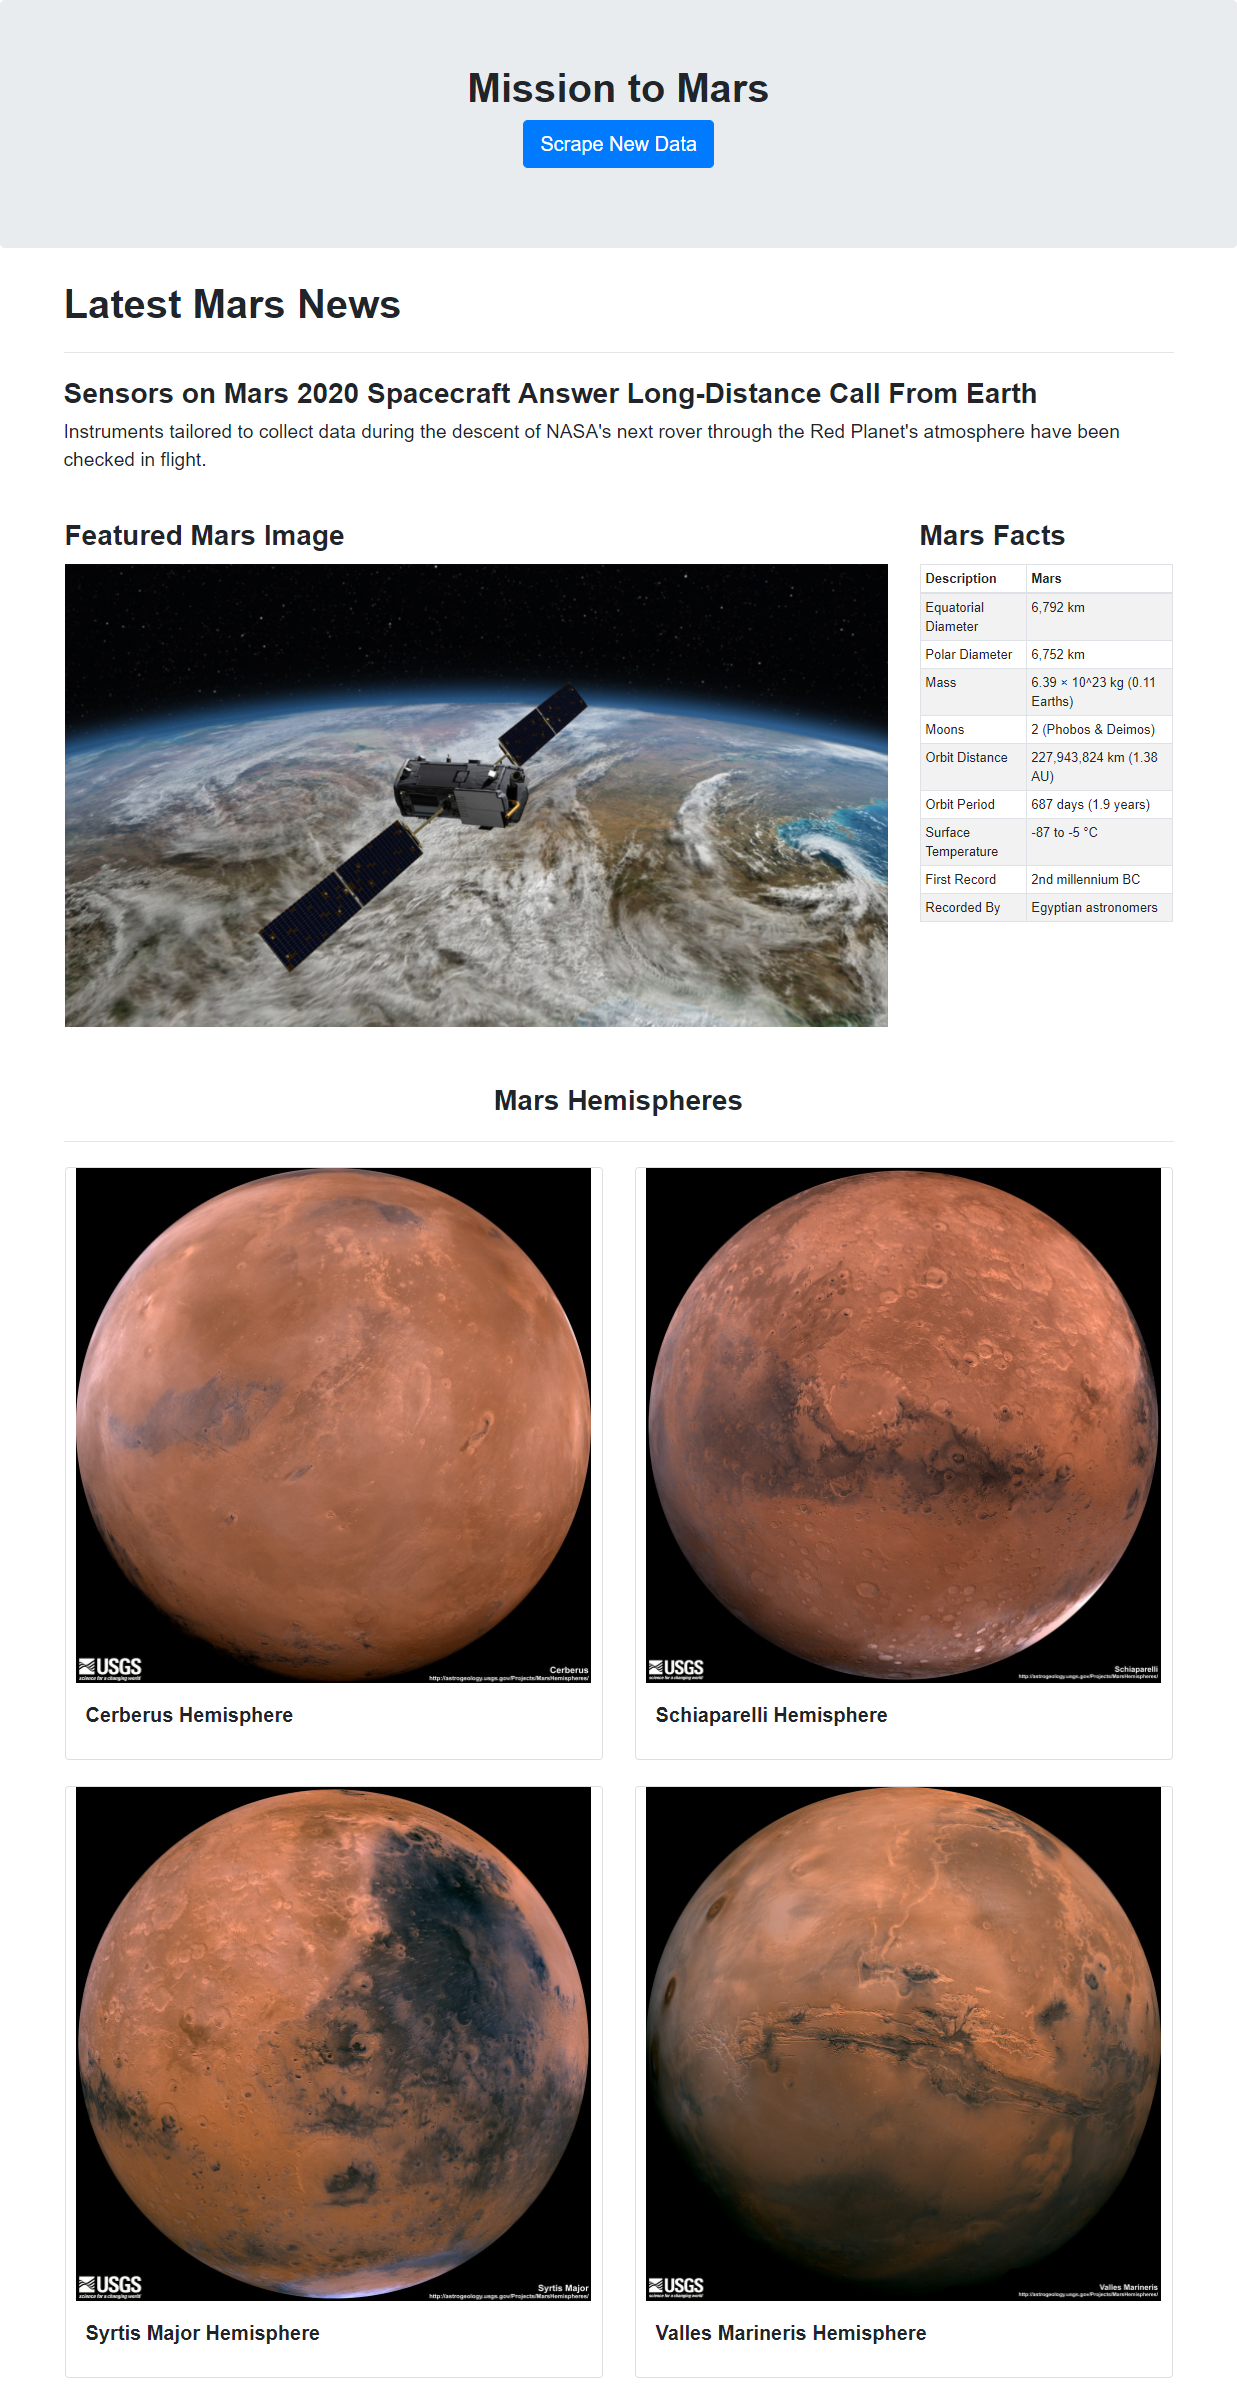 Mission to Mars
Scrape New Data
Latest Mars News
Sensors on Mars 2020 Spacecraft Answer Long-Distance Call From Earth
Instruments tailored to collect data during the descent of NASA's next rover through the Red Planet's atmosphere have been
checked in flight.
Featured Mars Image
Mars Facts
Description Mars
Equatorial 6,792 km
Diameter
Polar Diameter 6,752 km
Mass 6.39 × 10^23 kg (0.11
Earths)
Moons 2 (Phobos & Deimos)
Orbit Distance 227,943,824 km (1.38
AU)
Orbit Period 687 days (1.9 years)
Surface -87 to -5 °C
Temperature
First Record 2nd millennium BC
Recorded By Egyptian astronomers
Mars Hemispheres
USGS
science for a changing world
Cerberus
http://astrogeology.usgs.gov/Projects/MarsHemispheres/
USGS
science for a changing world
Schiaparelli
http://astrogeology.usgs.gov/Projects/MarsHemispheres/
Cerberus Hemisphere
Schiaparelli Hemisphere
USGS
science for a changing world
Syrtis Major
http://astrogeology.usgs.gov/Projects/MarsHemispheres/
USGS
science for a changing world
Valles Marineris
http://astrogeology.usgs.gov/Projects/MarsHemispheres/
Syrtis Major Hemisphere
Valles Marineris Hemisphere